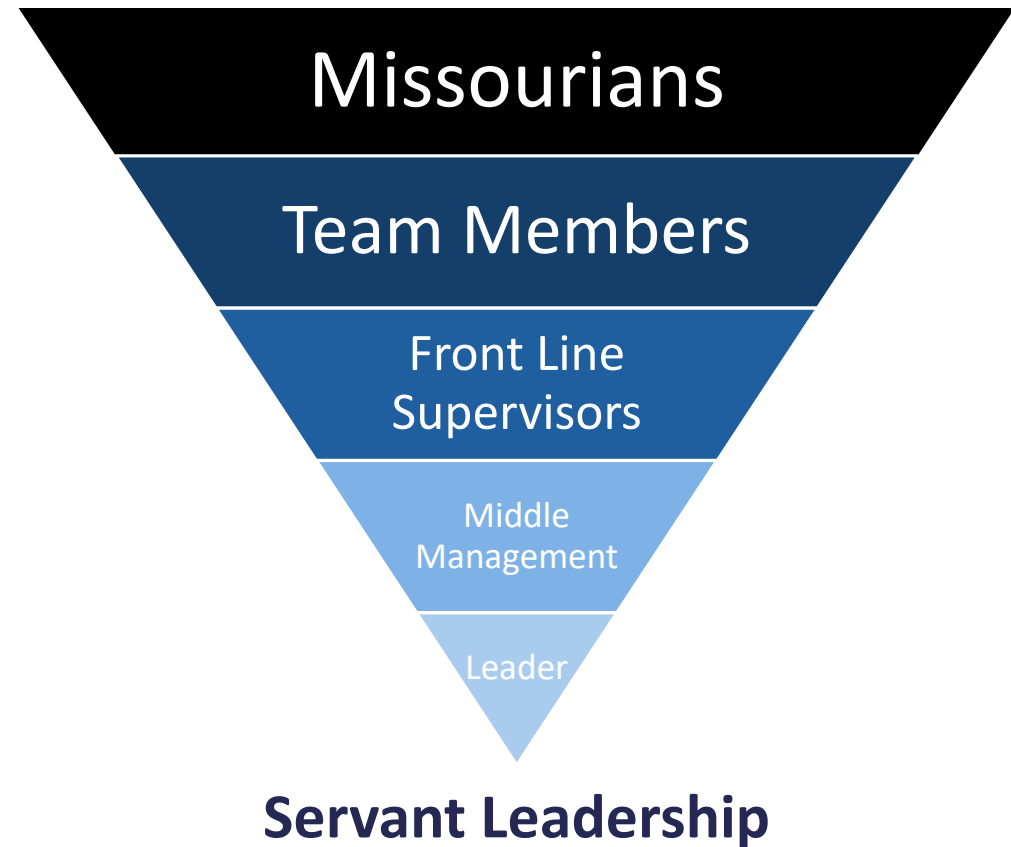 Missourians
Team Members
Front Line
Supervisors
Middle
Management
Leader
Servant Leadership